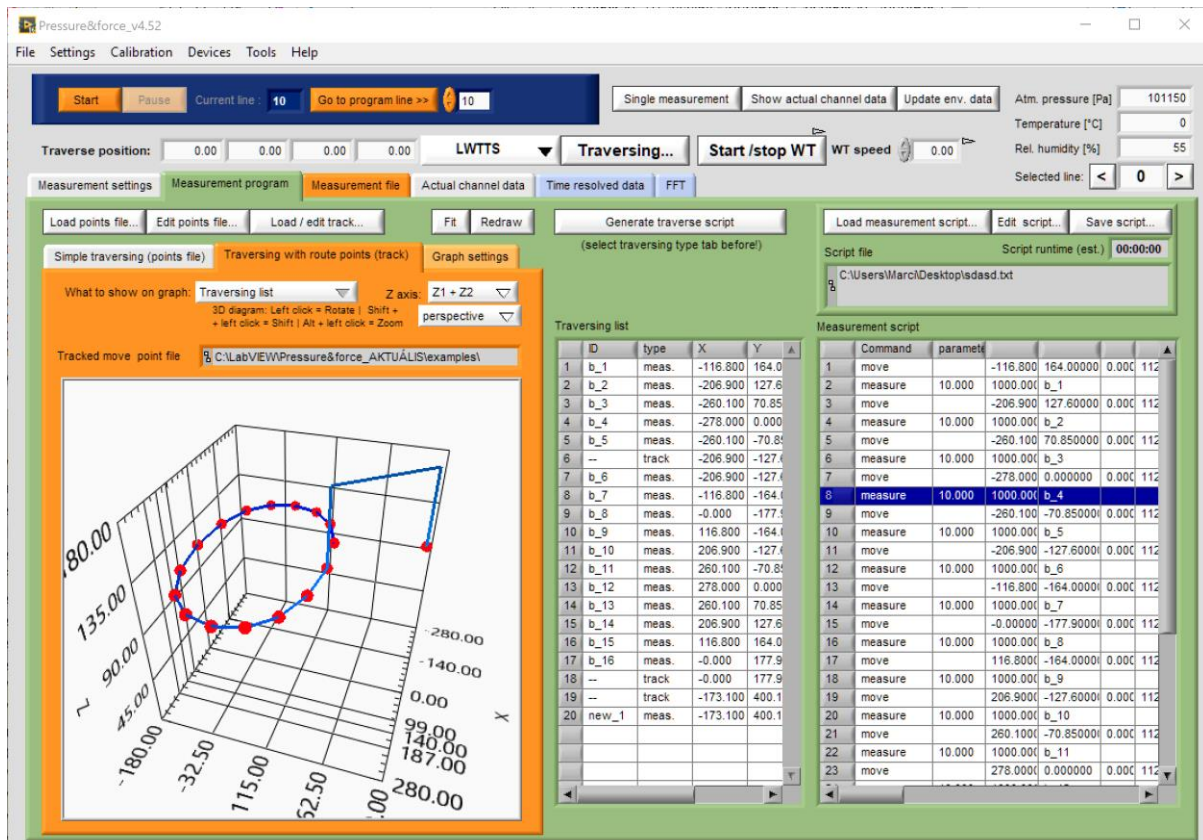 Pressure&force_v4.52
File Settings Calibration Devices Tools Help
Start Pause Current line : 10 Go to program line >> 10
Single measurement Show actual channel data Update env. data
Atm. pressure [Pa] 101150
Temperature [°C] 0
Rel. humidity [%] 55
Traverse position: 0.00 0.00 0.00 0.00 LWTTS Traversing... Start /stop WT WT speed 0.00
Selected line: < 0 >
Measurement settings Measurement program Measurement file Actual channel data Time resolved data FFT
Load points file... Edit points file... Load / edit track... Fit Redraw
Simple traversing (points file) Traversing with route points (track) Graph settings
What to show on graph: Traversing list Z axis: Z1 + Z2
3D diagram: Left click = Rotate | Shift +
+ left click = Shift | Alt + left click = Zoom
perspective
Tracked move point file C:\LabVIEW\Pressure&force_AKTUÁLIS\examples\
135.00
90.00
45.00
Z
-180.00
-32.50
115.00
280.00
187.00
140.00
99.00
0.00
-140.00
-280.00
X
Generate traverse script
(select traversing type tab before!)
Traversing list
ID type X Y
1 b_1 meas. -116.800 164.0
2 b_2 meas. -206.900 127.6
3 b_3 meas. -260.100 70.85
4 b_4 meas. -278.000 0.000
5 b_5 meas. -260.100 -70.85
6 -- track -206.900 -127.6
7 b_6 meas. -206.900 -127.6
8 b_7 meas. -116.800 -164.0
9 b_8 meas. -0.000 -177.9
10 b_9 meas. 116.800 -164.0
11 b_10 meas. 206.900 -127.6
12 b_11 meas. 260.100 -70.85
13 b_12 meas. 278.000 0.000
14 b_13 meas. 260.100 70.85
15 b_14 meas. 206.900 127.6
16 b_15 meas. 116.800 164.0
17 b_16 meas. -0.000 177.9
18 -- track -0.000 177.9
19 -- track -173.100 400.1
20 new_1 meas. -173.100 400.1
Load measurement script... Edit script... Save script...
Script file Script runtime (est.) 00:00:00
C:\Users\Marci\Desktop\sdasd.txt
Measurement script
Command paramete
1 move -116.800 164.00000 0.000 112
2 measure 10.000 1000.000 b_1
3 move -206.900 127.60000 0.000 112
4 measure 10.000 1000.000 b_2
5 move -260.100 70.850000 0.000 112
6 measure 10.000 1000.000 b_3
7 move -278.000 0.000000 0.000 112
8 measure 10.000 1000.000 b_4
9 move -260.100 -70.85000 0.000 112
10 measure 10.000 1000.000 b_5
11 move -206.900 -127.6000 0.000 112
12 measure 10.000 1000.000 b_6
13 move -116.800 -164.0000 0.000 112
14 measure 10.000 1000.000 b_7
15 move -0.00000 -177.9000 0.000 112
16 measure 10.000 1000.000 b_8
17 move 116.8000 -164.0000 0.000 112
18 measure 10.000 1000.000 b_9
19 move 206.9000 -127.6000 0.000 112
20 measure 10.000 1000.000 b_10
21 move 260.1000 -70.85000 0.000 112
22 measure 10.000 1000.000 b_11
23 move 278.0000 0.000000 0.000 112